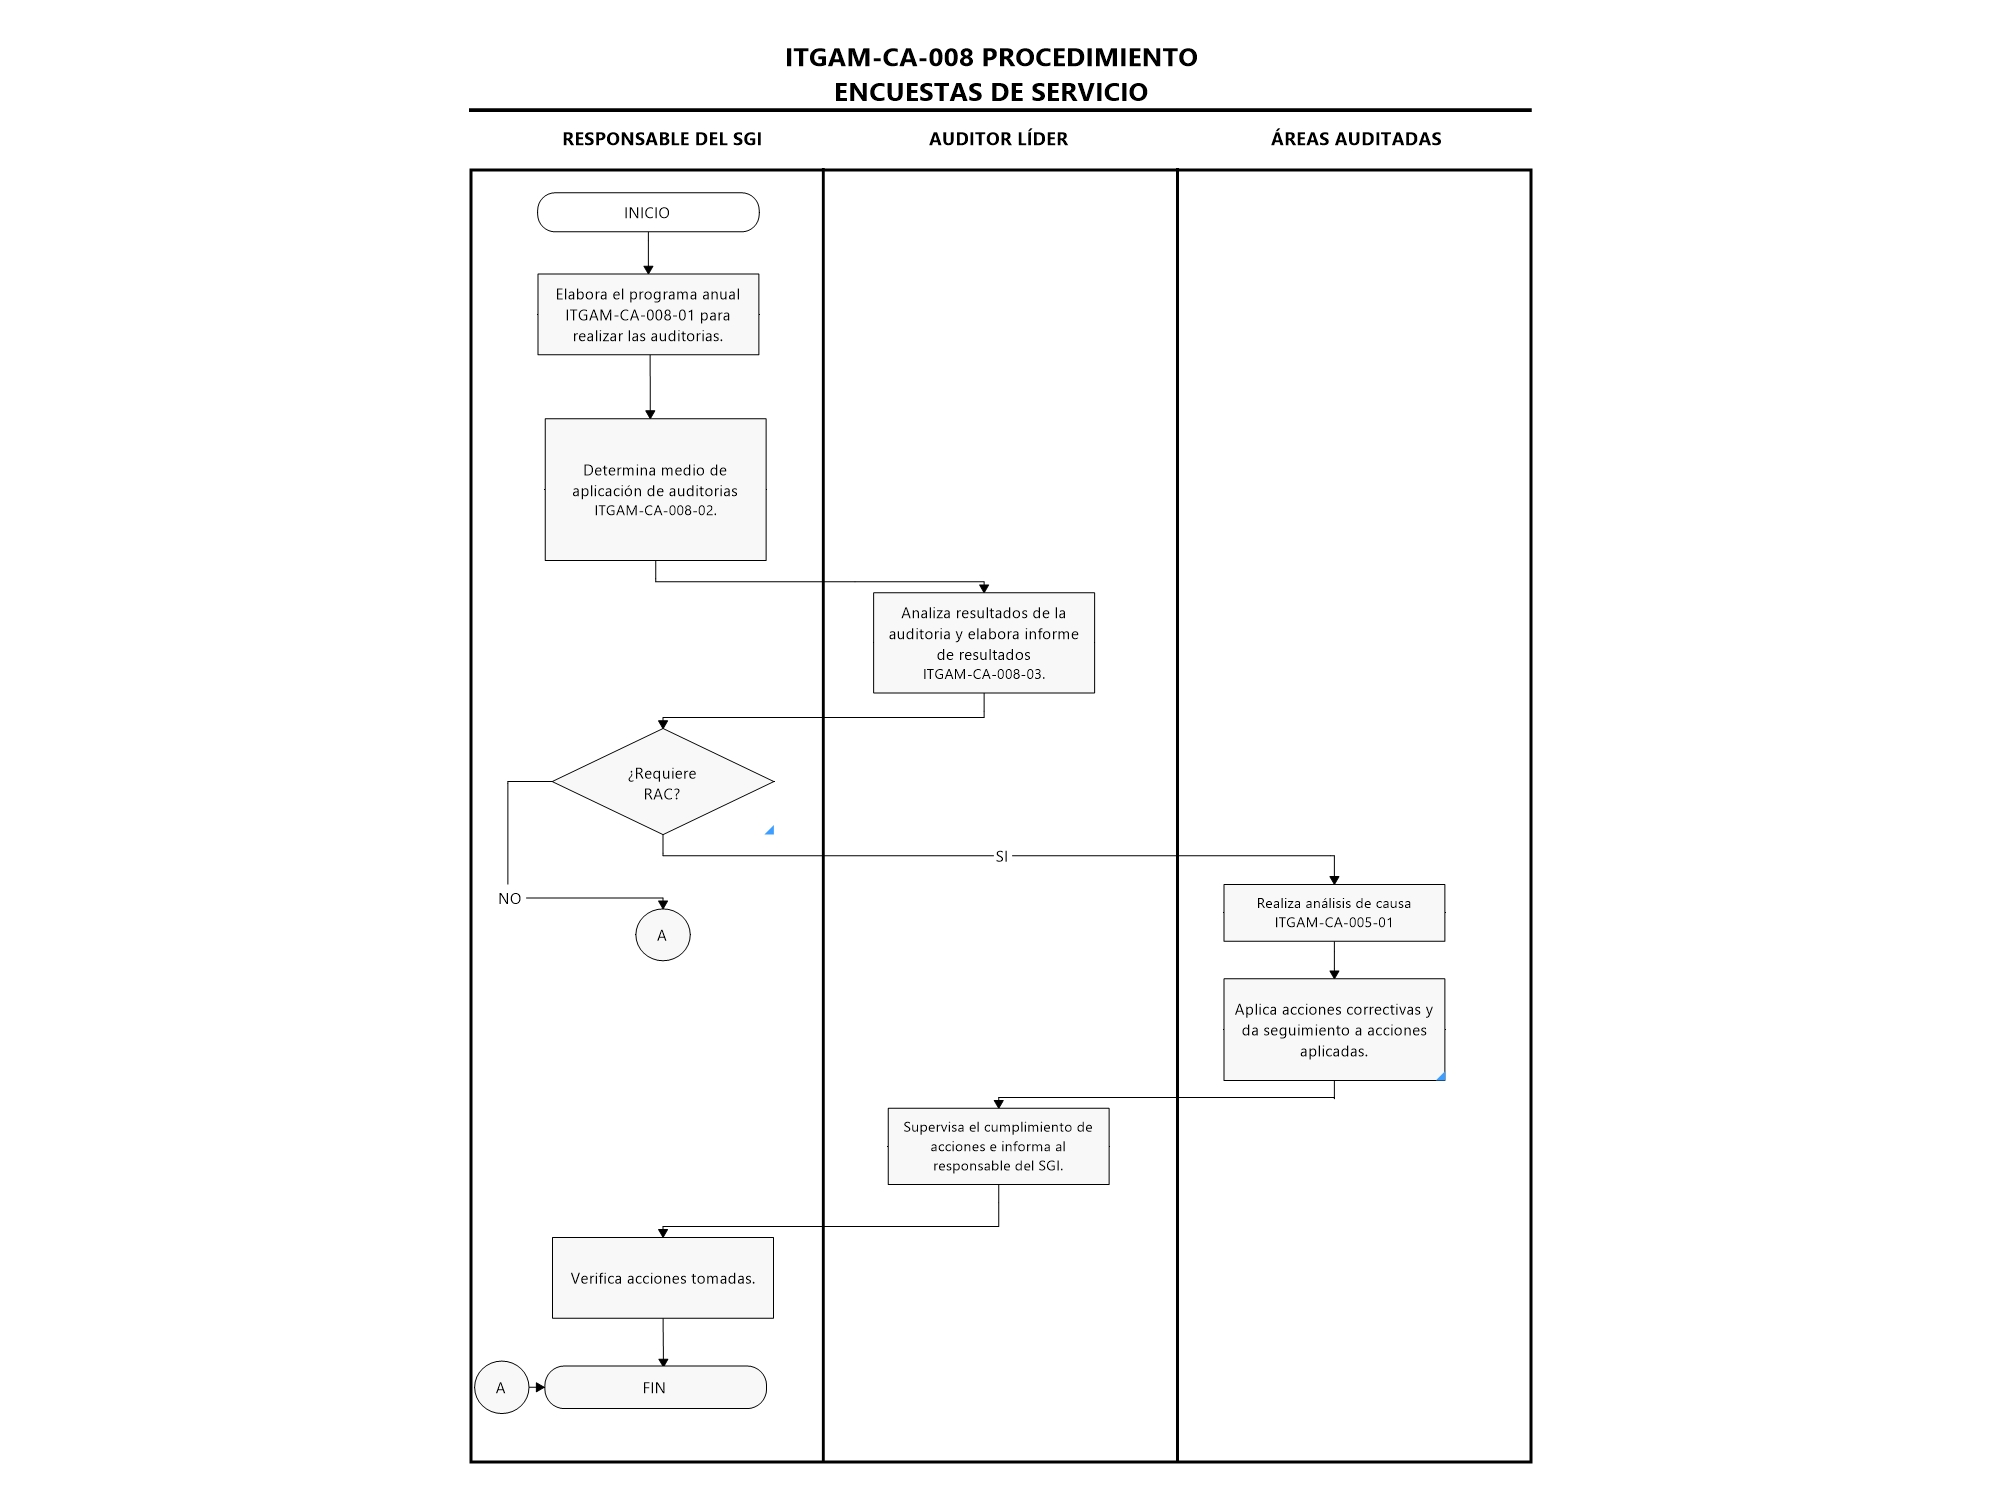 ITGAM-CA-008 PROCEDIMIENTO
ENCUESTAS DE SERVICIO
RESPONSABLE DEL SGI
AUDITOR LÍDER
ÁREAS AUDITADAS
INICIO
Elabora el programa anual
ITGAM-CA-008-01 para
realizar las auditorias.
Determina medio de
aplicación de auditorias
ITGAM-CA-008-02.
Analiza resultados de la
auditoria y elabora informe
de resultados
ITGAM-CA-008-03.
¿Requiere
RAC?
SI
NO
A
Realiza análisis de causa
ITGAM-CA-005-01
Aplica acciones correctivas y
da seguimiento a acciones
aplicadas.
Supervisa el cumplimiento de
acciones e informa al
responsable del SGI.
Verifica acciones tomadas.
A
FIN